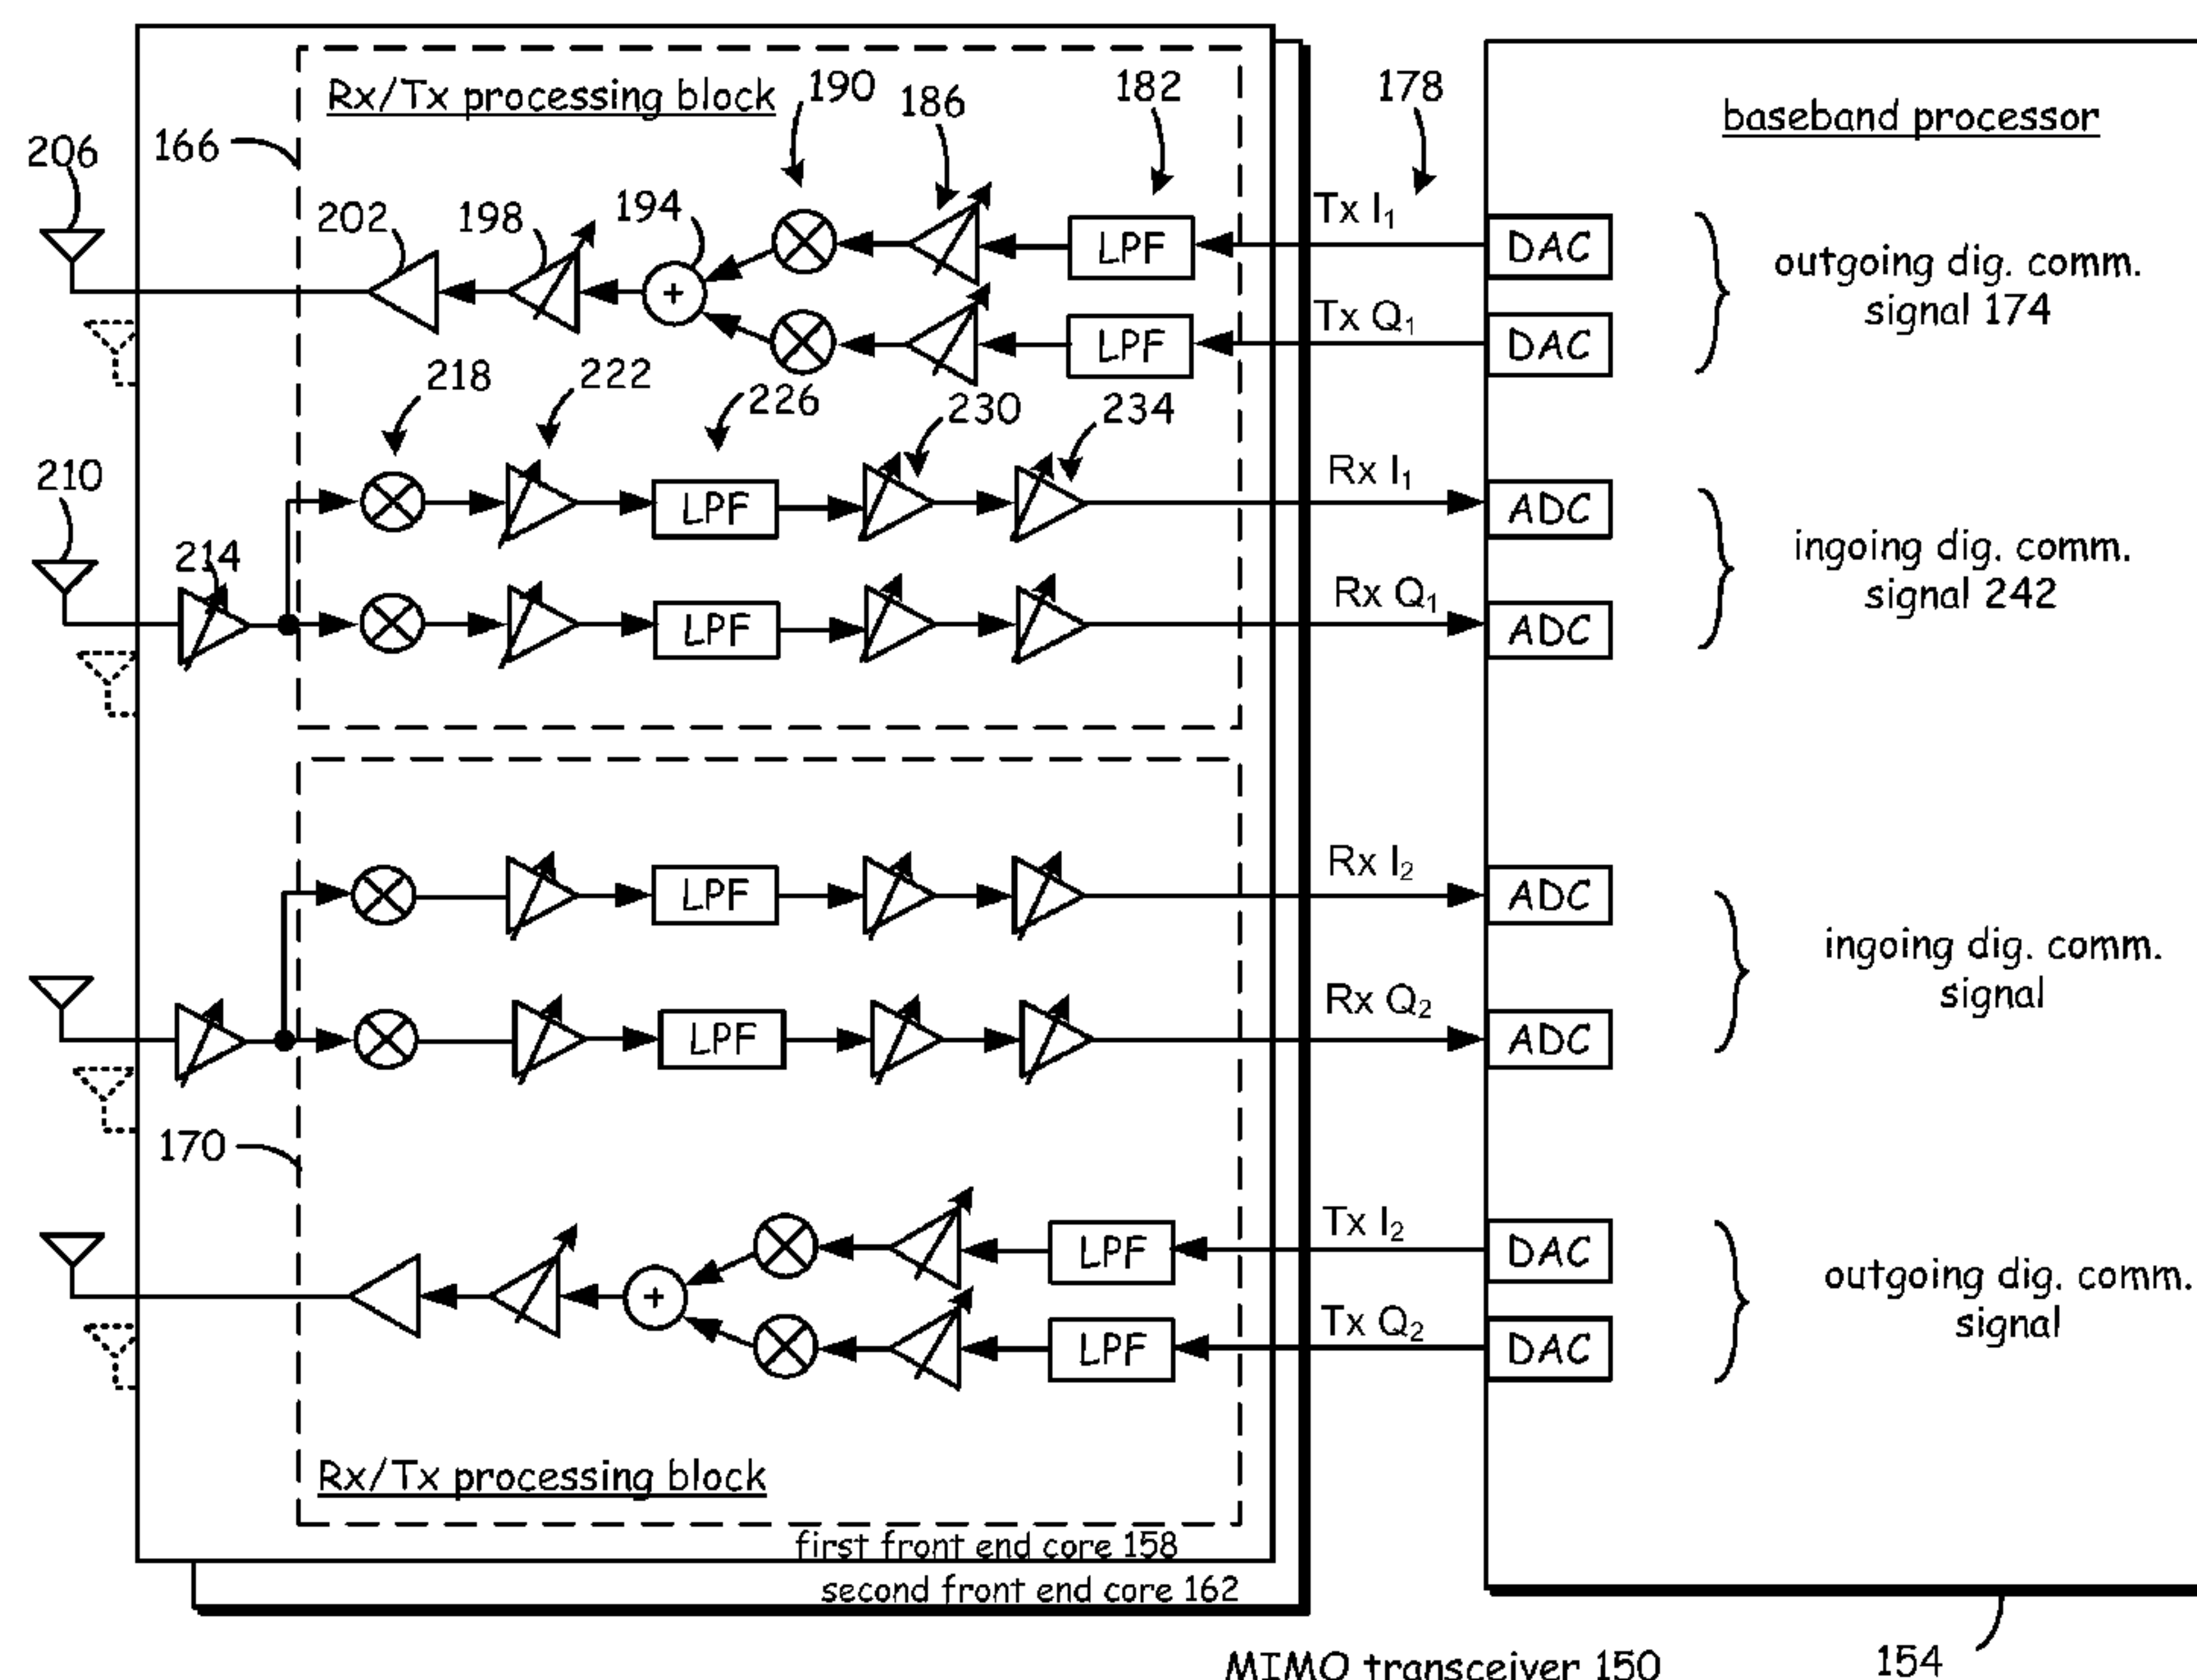 Rx/Tx processing block
190
186
182
178
baseband processor
206
166
202
198
194
Tx I₁
LPF
DAC
outgoing dig. comm.
signal 174
Tx Q₁
LPF
DAC
218
222
226
230
234
210
Rx I₁
LPF
ADC
ingoing dig. comm.
signal 242
214
Rx Q₁
LPF
ADC
Rx I₂
LPF
ADC
ingoing dig. comm.
signal
Rx Q₂
LPF
ADC
170
Tx I₂
LPF
DAC
outgoing dig. comm.
signal
Tx Q₂
LPF
DAC
Rx/Tx processing block
first front end core 158
second front end core 162
MIMO transceiver 150
154